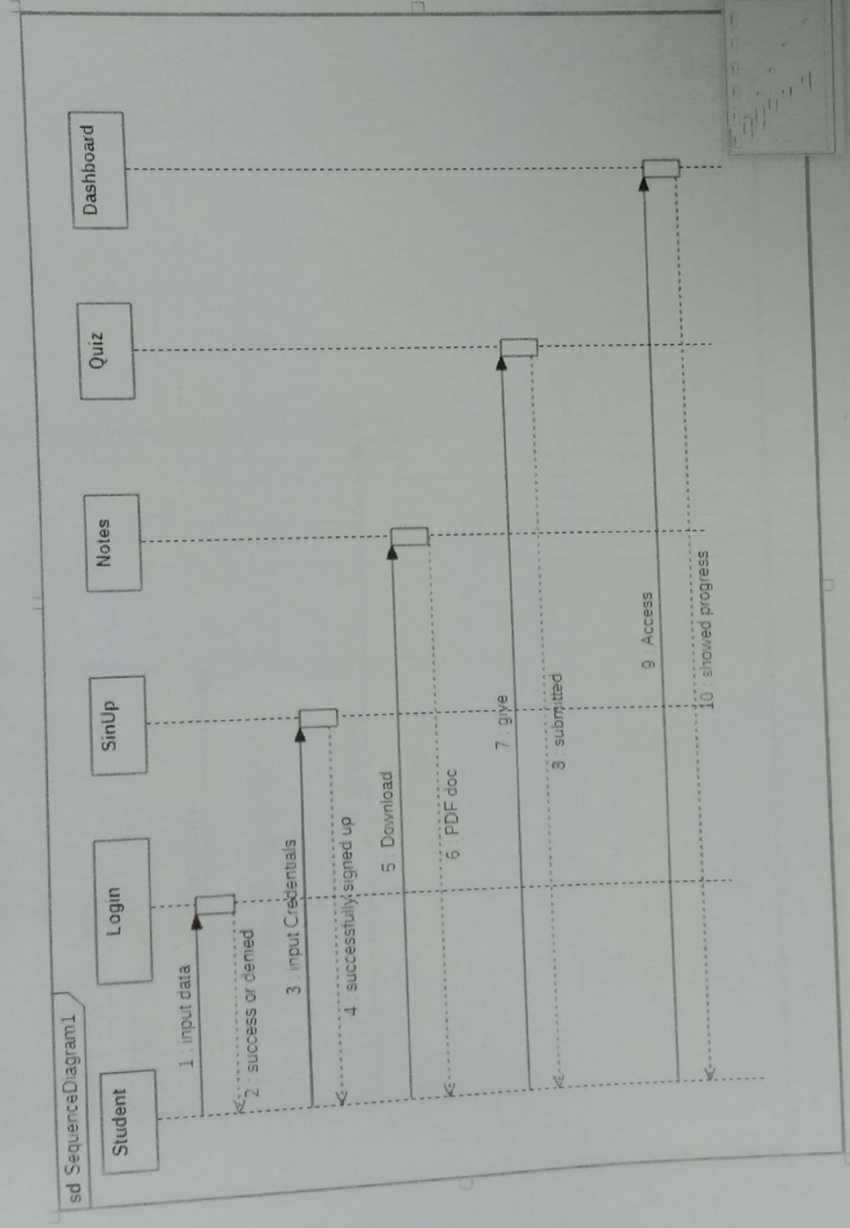 sd SequenceDiagram1
Student
Login
SinUp
Notes
Quiz
Dashboard
1 : input data
2 : success or denied
3 : input Credentials
4 : successfully signed up
5 : Download
6 : PDF doc
7 : give
8 : submitted
9 : Access
10 : showed progress